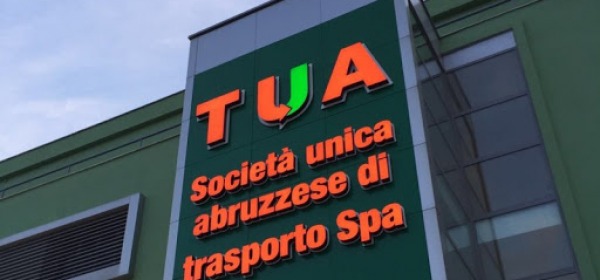 TUA
Società unica
abruzzese di
trasporto Spa